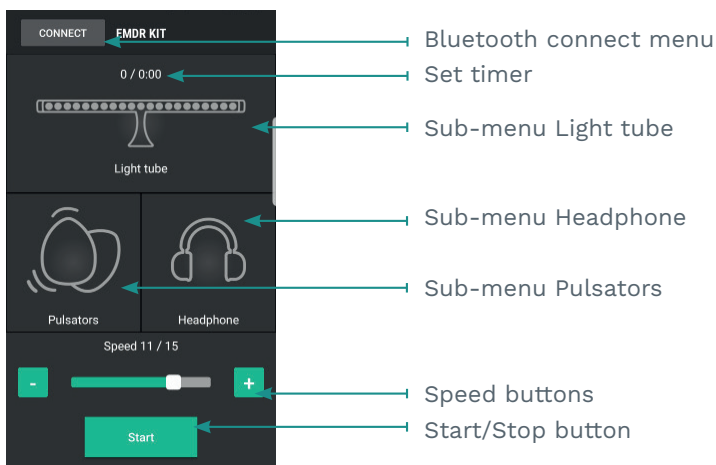 CONNECT EMDR KIT
Bluetooth connect menu
0 / 0:00
Set timer
Sub-menu Light tube
Light tube
Sub-menu Headphone
Sub-menu Pulsators
Pulsators Headphone
Speed 11 / 15
- +
Speed buttons
Start
Start/Stop button